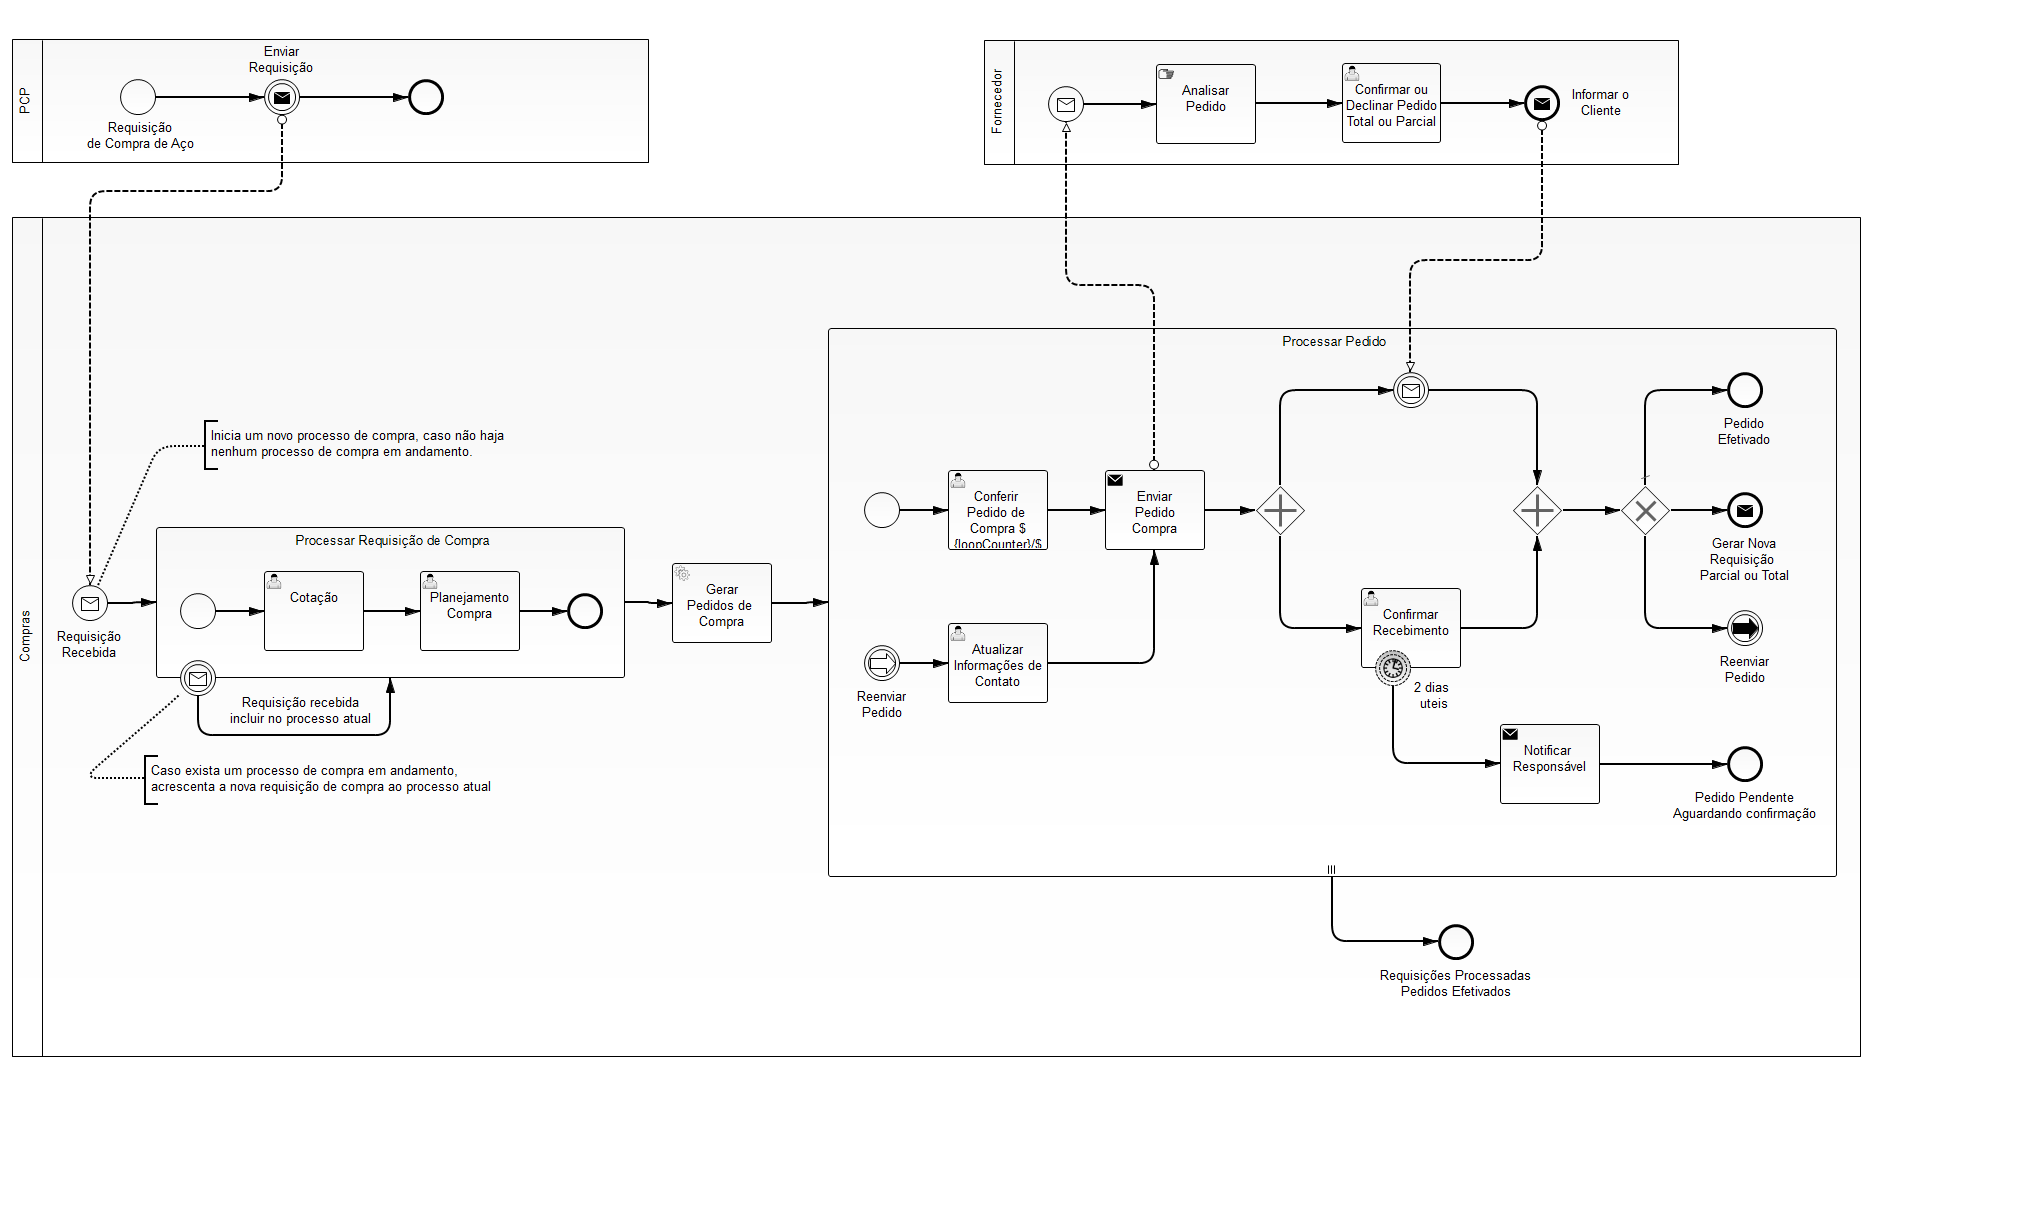 PCP
Enviar
Requisição
Requisição
de Compra de Aço
Fornecedor
Analisar
Pedido
Confirmar ou
Declinar Pedido
Total ou Parcial
Informar o
Cliente
Compras
Inicia um novo processo de compra, caso não haja
nenhum processo de compra em andamento.
Requisição
Recebida
Processar Requisição de Compra
Cotação
Planejamento
Compra
Requisição recebida
incluir no processo atual
Caso exista um processo de compra em andamento,
acrescenta a nova requisição de compra ao processo atual
Gerar
Pedidos de
Compra
Processar Pedido
Conferir
Pedido de
Compra $
{loopCounter}/$
Enviar
Pedido
Compra
Reenviar
Pedido
Atualizar
Informações de
Contato
Confirmar
Recebimento
2 dias
uteis
Notificar
Responsável
Pedido
Efetivado
Gerar Nova
Requisição
Parcial ou Total
Reenviar
Pedido
Pedido Pendente
Aguardando confirmação
Requisições Processadas
Pedidos Efetivados